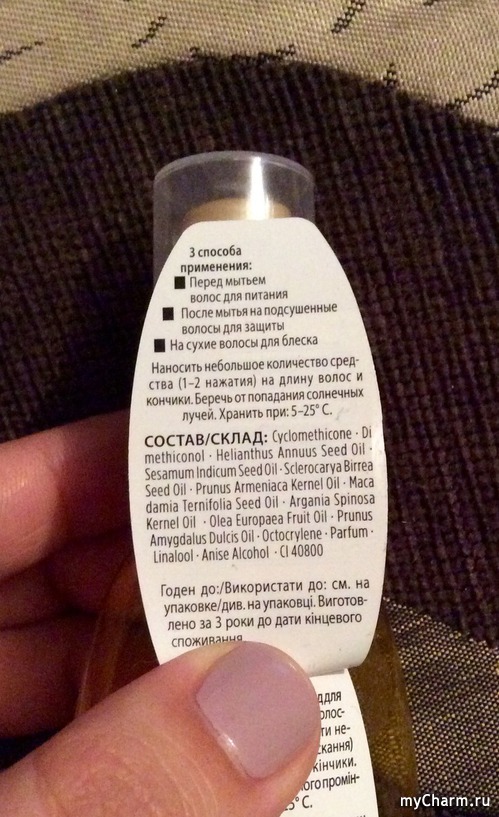 3 способа
применения:
■ Перед мытьем
волос для питания
■ После мытья на подсушенные
волосы для защиты
■ На сухие волосы для блеска
Наносить небольшое количество сред-
ства (1–2 нажатия) на длину волос и
кончики. Беречь от попадания солнечных
лучей. Хранить при: 5–25° С.
СОСТАВ/СКЛАД: Cyclomethicone · Di
methiconol · Helianthus Annuus Seed Oil ·
Sesamum Indicum Seed Oil · Sclerocarya Birrea
Seed Oil · Prunus Armeniaca Kernel Oil · Maca
damia Ternifolia Seed Oil · Argania Spinosa
Kernel Oil · Olea Europaea Fruit Oil · Prunus
Amygdalus Dulcis Oil · Octocrylene · Parfum ·
Linalool · Anise Alcohol · CI 40800
Годен до:/Використати до: см. на
упаковке/див. на упаковці. Виготов-
лено за 3 роки до дати кінцевого
споживання
для
ти не-
кінчики.
промін-
myCharm.ru